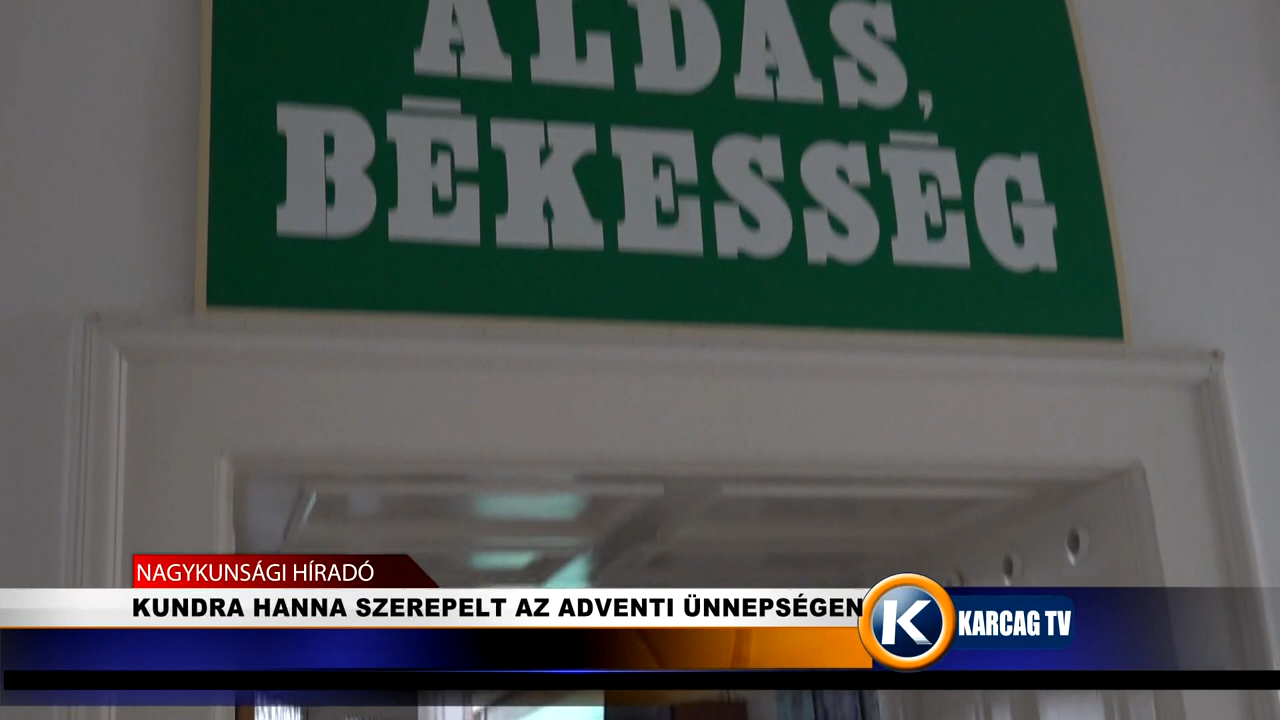 ÁLDÁS,
BÉKESSÉG
NAGYKUNSÁGI HÍRADÓ
KUNDRA HANNA SZEREPELT AZ ADVENTI ÜNNEPSÉGEN
K KARCAG TV